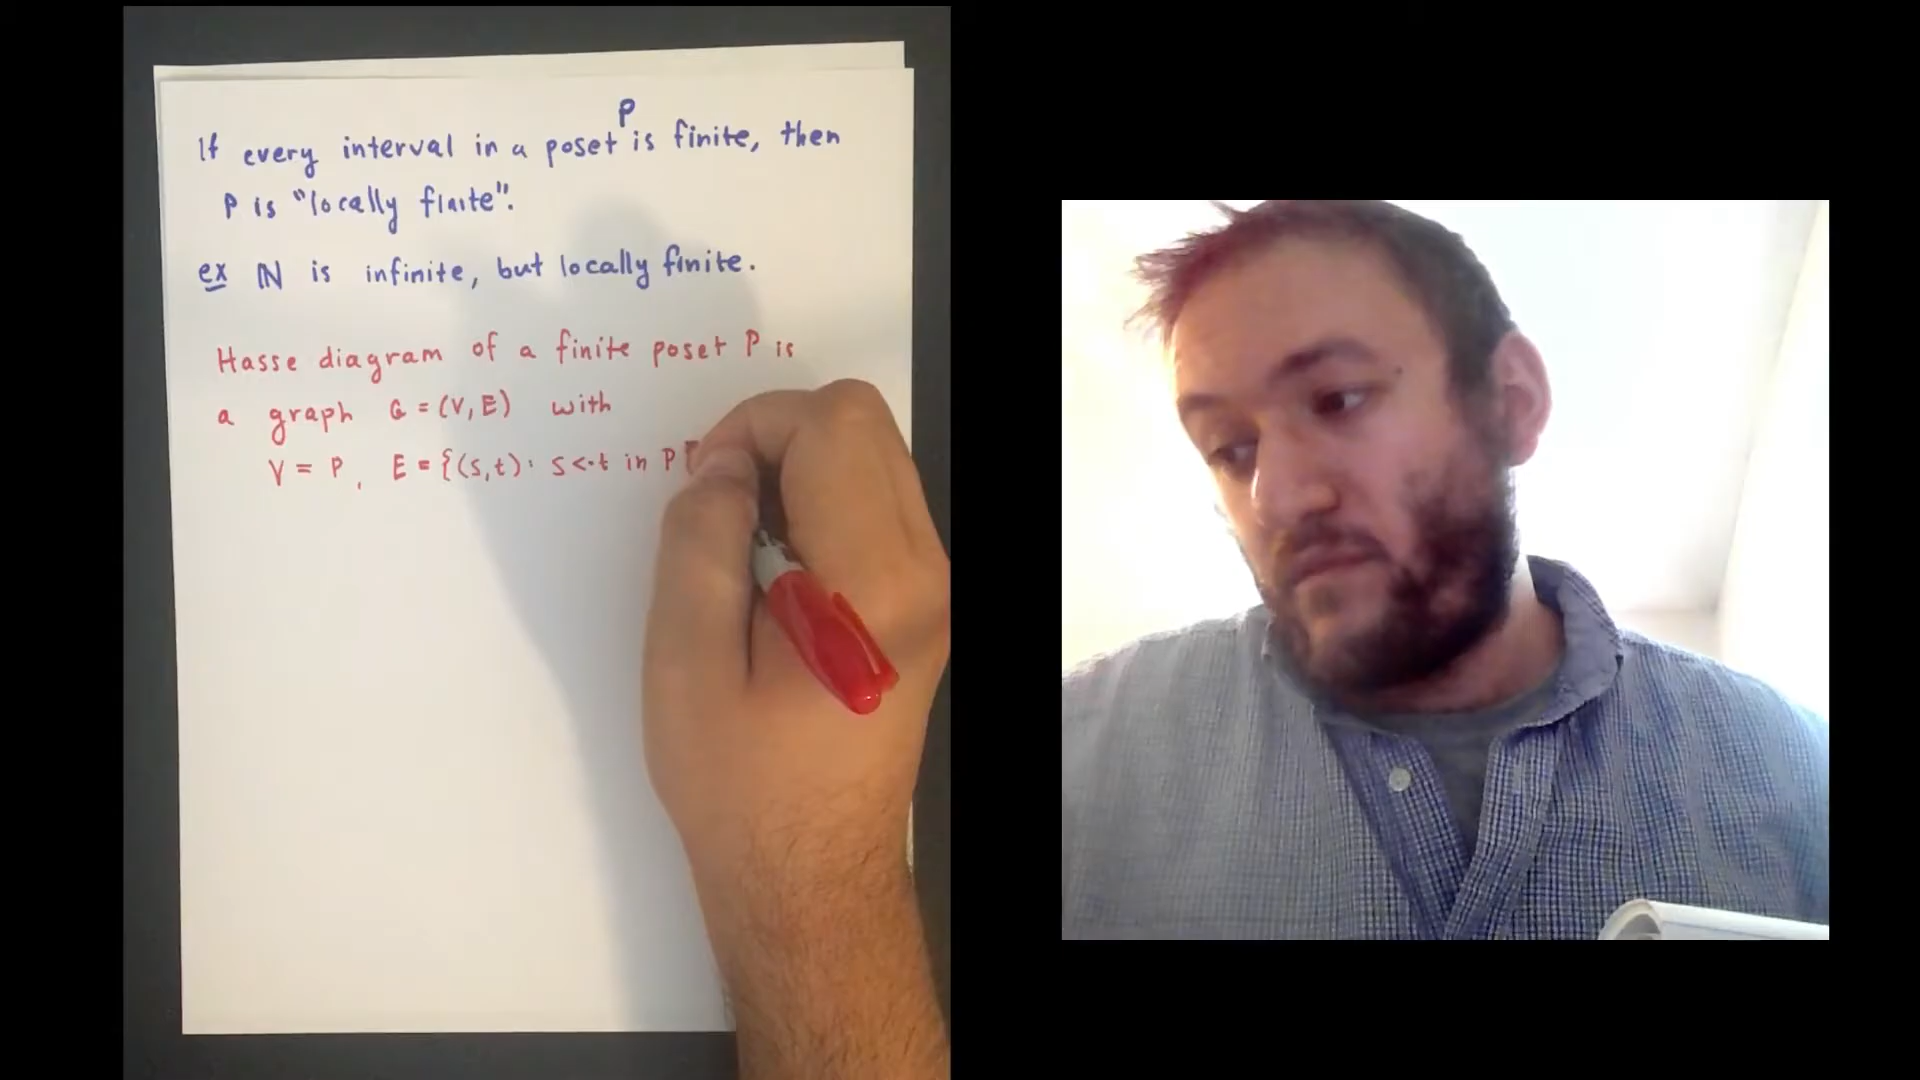 If every interval in a poset P is finite, then
P is "locally finite".
ex ℕ is infinite, but locally finite.
Hasse diagram of a finite poset P is
a graph G = (V, E) with
V = P, E = {(s,t): s <· t in P